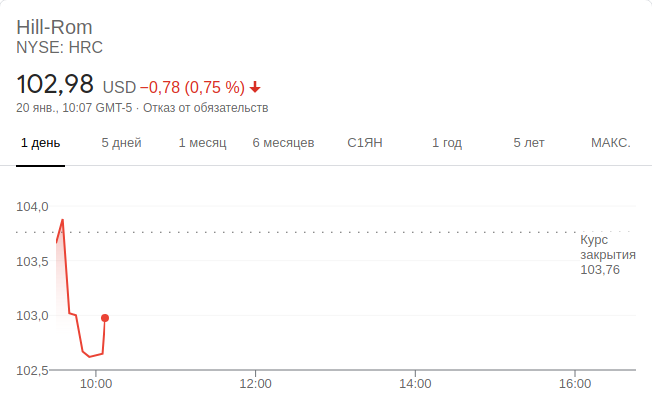 Hill-Rom
NYSE: HRC
102,98 USD −0,78 (0,75 %)
20 янв., 10:07 GMT-5 · Отказ от обязательств
1 день 5 дней 1 месяц 6 месяцев С1ЯН 1 год 5 лет МАКС.
104,0
Курс
закрытия
103,76
103,5
103,0
102,5
10:00 12:00 14:00 16:00